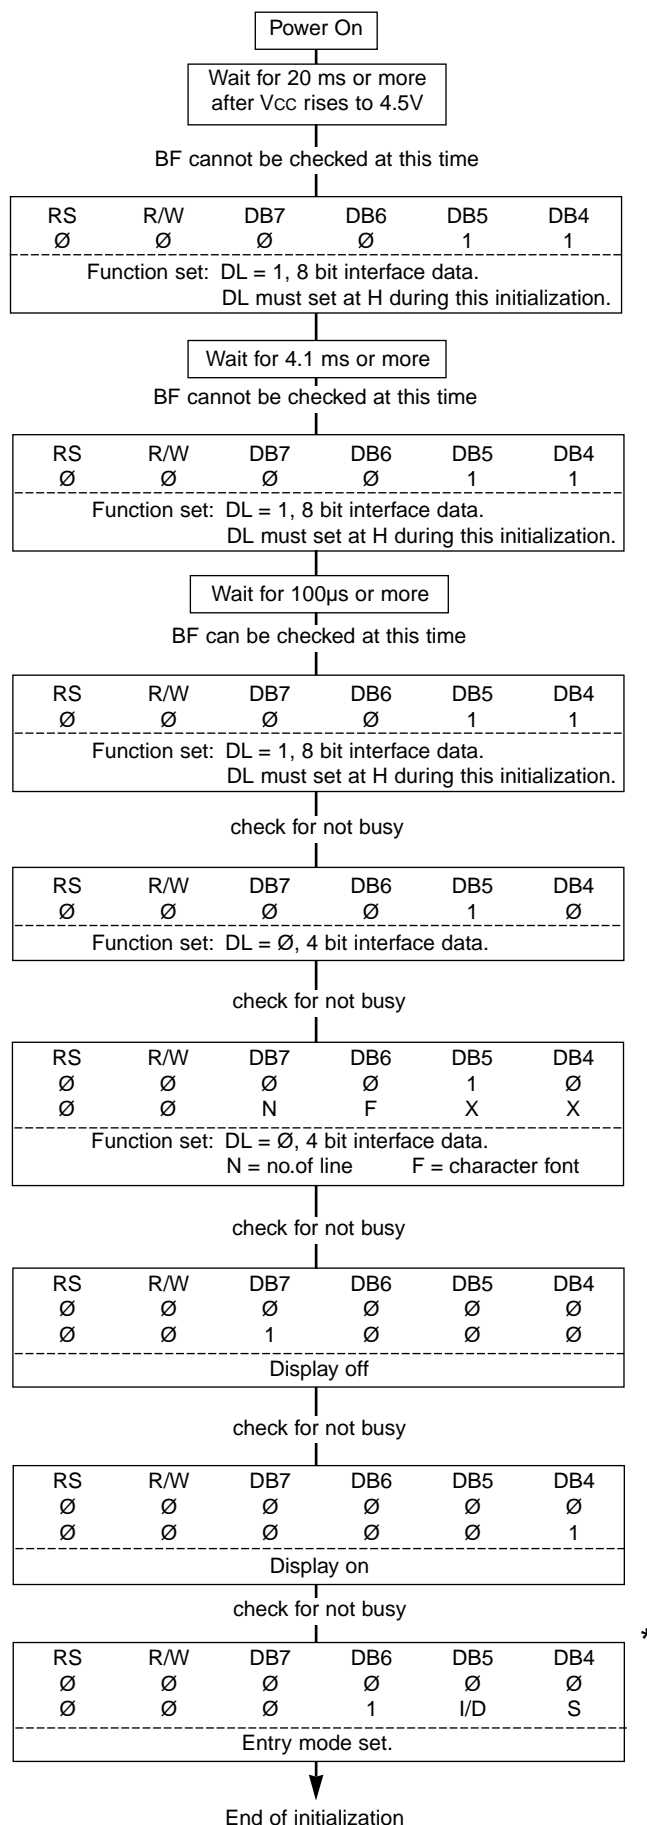 Power On
Wait for 20 ms or more
after VCC rises to 4.5V
BF cannot be checked at this time
RS R/W DB7 DB6 DB5 DB4
Ø Ø Ø Ø 1 1
Function set: DL = 1, 8 bit interface data.
DL must set at H during this initialization.
Wait for 4.1 ms or more
BF cannot be checked at this time
RS R/W DB7 DB6 DB5 DB4
Ø Ø Ø Ø 1 1
Function set: DL = 1, 8 bit interface data.
DL must set at H during this initialization.
Wait for 100µs or more
BF can be checked at this time
RS R/W DB7 DB6 DB5 DB4
Ø Ø Ø Ø 1 1
Function set: DL = 1, 8 bit interface data.
DL must set at H during this initialization.
check for not busy
RS R/W DB7 DB6 DB5 DB4
Ø Ø Ø Ø 1 Ø
Function set: DL = Ø, 4 bit interface data.
check for not busy
RS R/W DB7 DB6 DB5 DB4
Ø Ø Ø Ø 1 Ø
Ø Ø N F X X
Function set: DL = Ø, 4 bit interface data.
N = no.of line F = character font
check for not busy
RS R/W DB7 DB6 DB5 DB4
Ø Ø Ø Ø Ø Ø
Ø Ø 1 Ø Ø Ø
Display off
check for not busy
RS R/W DB7 DB6 DB5 DB4
Ø Ø Ø Ø Ø Ø
Ø Ø Ø Ø Ø 1
Display on
check for not busy
*
RS R/W DB7 DB6 DB5 DB4
Ø Ø Ø Ø Ø Ø
Ø Ø Ø 1 I/D S
Entry mode set.
End of initialization